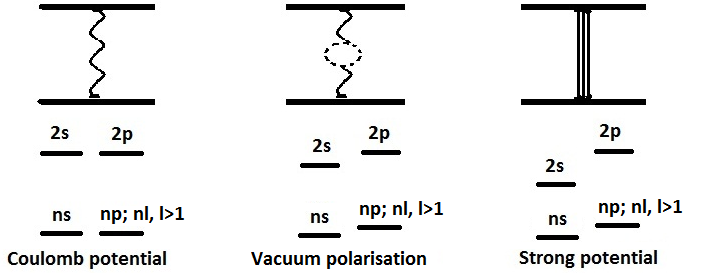 2s 2p
ns np; nl, l>1
Coulomb potential
2s 2p
ns np; nl, l>1
Vacuum polarisation
2p
2s
ns np; nl, l>1
Strong potential